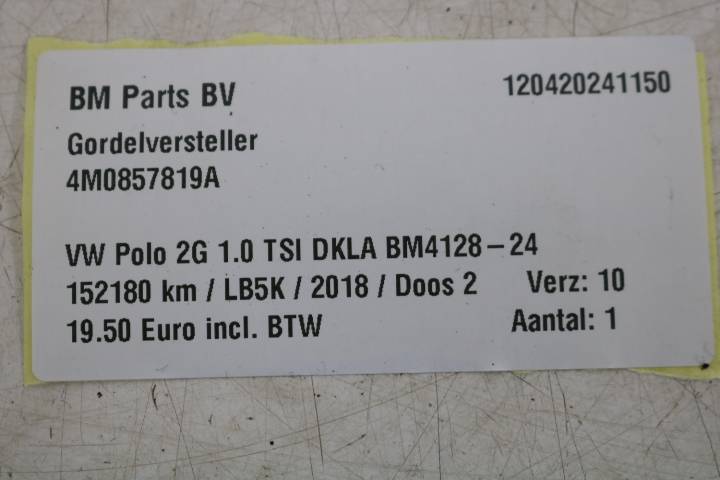 BM Parts BV 120420241150
Gordelversteller
4M0857819A
VW Polo 2G 1.0 TSI DKLA BM4128-24
152180 km / LB5K / 2018 / Doos 2 Verz: 10
19.50 Euro incl. BTW Aantal: 1